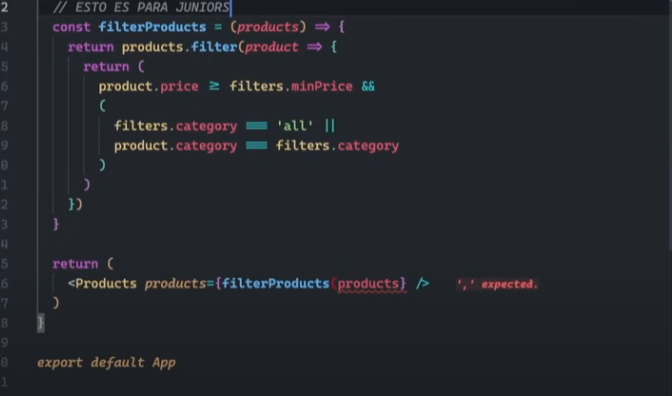 2 // ESTO ES PARA JUNIORS
3 const filterProducts = (products) => {
4 return products.filter(product => {
5 return (
6 product.price ≥ filters.minPrice &&
7 (
8 filters.category === 'all' ||
9 product.category === filters.category
0 )
1 )
2 })
3 }
4
5 return (
6 <Products products={filterProducts(products} /> ',' expected.
7 )
8 }
9
0 export default App
1